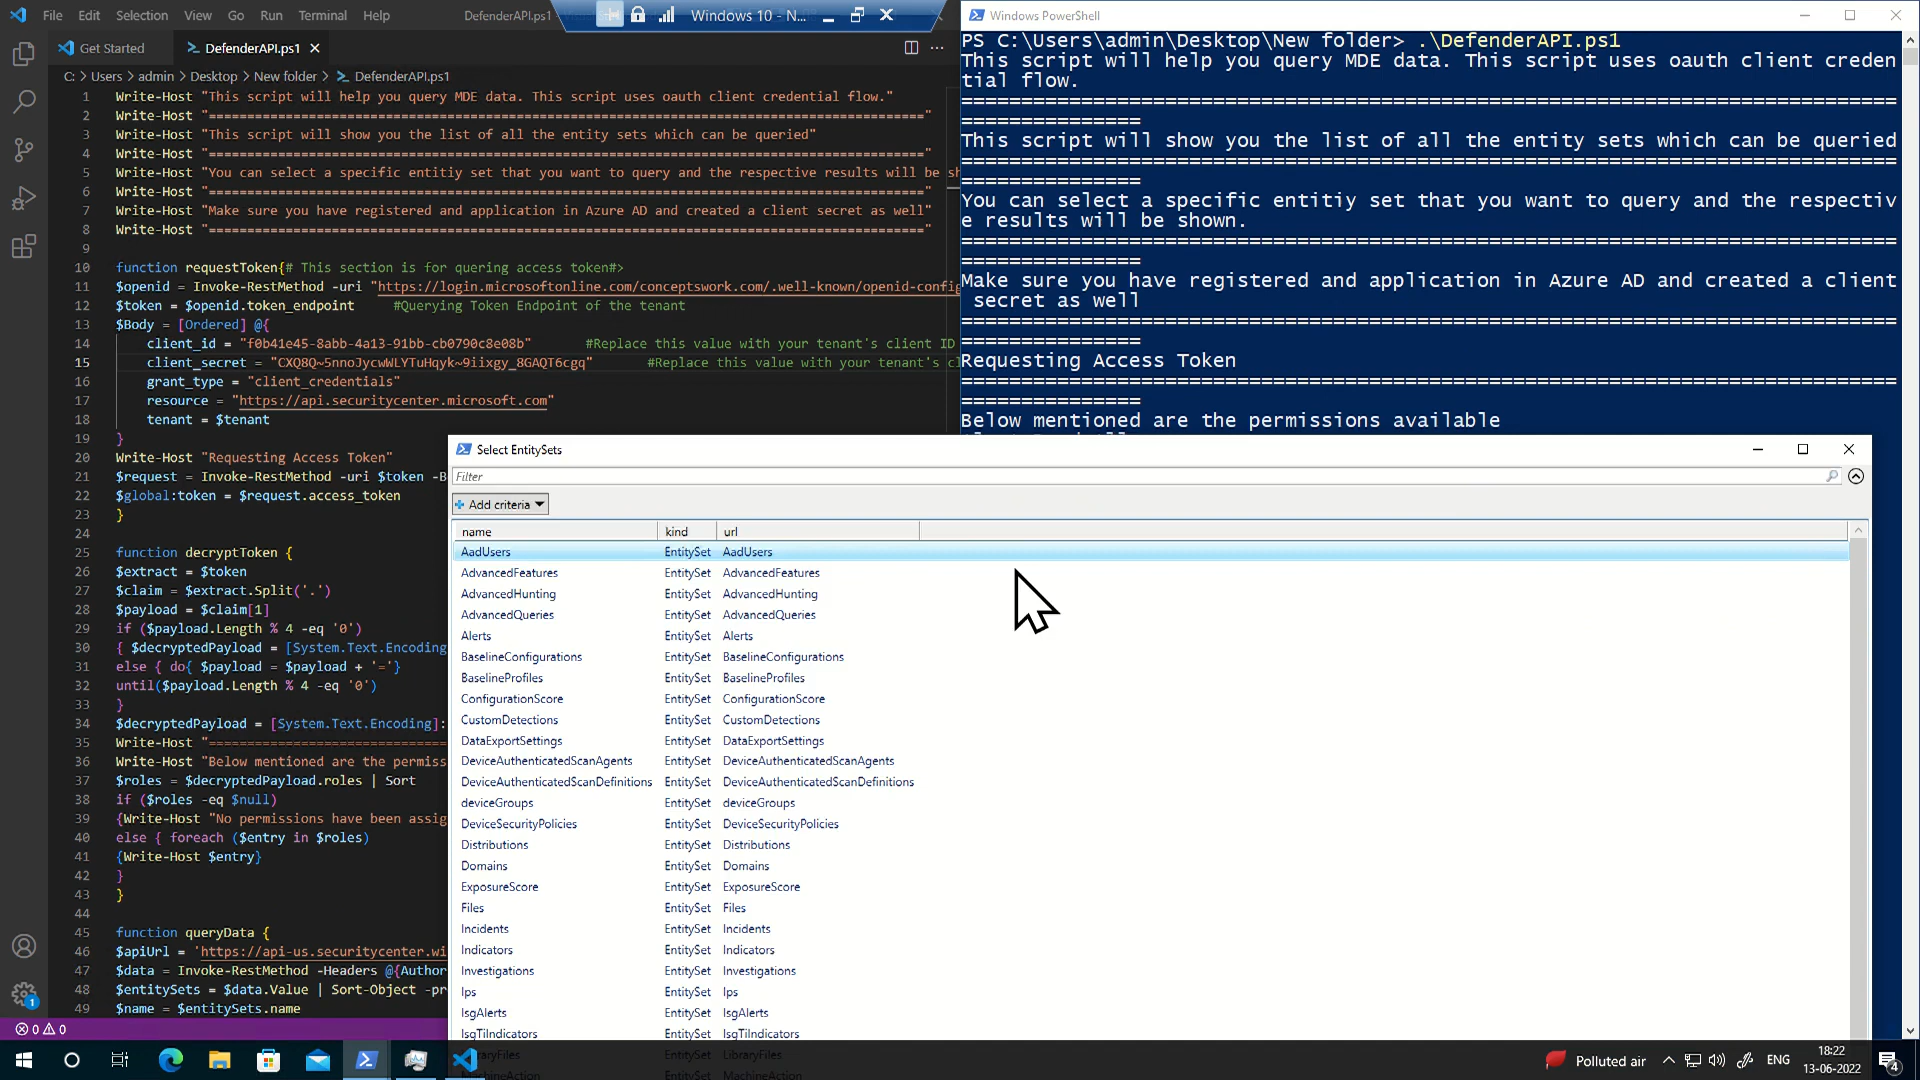 File Edit Selection View Go Run Terminal Help
DefenderAPI.ps1
Windows 10 - N...
Get Started
DefenderAPI.ps1
C: > Users > admin > Desktop > New folder > DefenderAPI.ps1
1 Write-Host "This script will help you query MDE data. This script uses oauth client credential flow."
2 Write-Host "============================================================================================="
3 Write-Host "This script will show you the list of all the entity sets which can be queried"
4 Write-Host "============================================================================================="
5 Write-Host "You can select a specific entitiy set that you want to query and the respective results will be sh
6 Write-Host "============================================================================================="
7 Write-Host "Make sure you have registered and application in Azure AD and created a client secret as well"
8 Write-Host "============================================================================================="
9
10 function requestToken{# This section is for quering access token#>
11 $openid = Invoke-RestMethod -uri "https://login.microsoftonline.com/conceptswork.com/.well-known/openid-config
12 $token = $openid.token_endpoint #Querying Token Endpoint of the tenant
13 $Body = [Ordered] @{
14 client_id = "f0b41e45-8abb-4a13-91bb-cb0790c8e08b" #Replace this value with your tenant's client ID
15 client_secret = "CXQ8Q~5nnoJycwWLYTuHqyk~9iixgy_8GAQT6cgq" #Replace this value with your tenant's cl
16 grant_type = "client_credentials"
17 resource = "https://api.securitycenter.microsoft.com"
18 tenant = $tenant
19 }
20 Write-Host "Requesting Access Token"
21 $request = Invoke-RestMethod -uri $token -B
22 $global:token = $request.access_token
23 }
24
25 function decryptToken {
26 $extract = $token
27 $claim = $extract.Split('.')
28 $payload = $claim[1]
29 if ($payload.Length % 4 -eq '0')
30 { $decryptedPayload = [System.Text.Encoding
31 else { do{ $payload = $payload + '='}
32 until($payload.Length % 4 -eq '0')
33 }
34 $decryptedPayload = [System.Text.Encoding]:
35 Write-Host "===============================
36 Write-Host "Below mentioned are the permiss
37 $roles = $decryptedPayload.roles | Sort
38 if ($roles -eq $null)
39 {Write-Host "No permissions have been assig
40 else { foreach ($entry in $roles)
41 {Write-Host $entry}
42 }
43 }
44
45 function queryData {
46 $apiUrl = 'https://api-us.securitycenter.wi
47 $data = Invoke-RestMethod -Headers @{Author
48 $entitySets = $data.Value | Sort-Object -pr
49 $name = $entitySets.name
0 0
1
Windows PowerShell
PS C:\Users\admin\Desktop\New folder> .\DefenderAPI.ps1
This script will help you query MDE data. This script uses oauth client creden
tial flow.
==============================================================================
===============
This script will show you the list of all the entity sets which can be queried
==============================================================================
===============
You can select a specific entitiy set that you want to query and the respectiv
e results will be shown.
==============================================================================
===============
Make sure you have registered and application in Azure AD and created a client
secret as well
==============================================================================
===============
Requesting Access Token
==============================================================================
===============
Below mentioned are the permissions available
Select EntitySets
Filter
Add criteria
name kind url
AadUsers EntitySet AadUsers
AdvancedFeatures EntitySet AdvancedFeatures
AdvancedHunting EntitySet AdvancedHunting
AdvancedQueries EntitySet AdvancedQueries
Alerts EntitySet Alerts
BaselineConfigurations EntitySet BaselineConfigurations
BaselineProfiles EntitySet BaselineProfiles
ConfigurationScore EntitySet ConfigurationScore
CustomDetections EntitySet CustomDetections
DataExportSettings EntitySet DataExportSettings
DeviceAuthenticatedScanAgents EntitySet DeviceAuthenticatedScanAgents
DeviceAuthenticatedScanDefinitions EntitySet DeviceAuthenticatedScanDefinitions
deviceGroups EntitySet deviceGroups
DeviceSecurityPolicies EntitySet DeviceSecurityPolicies
Distributions EntitySet Distributions
Domains EntitySet Domains
ExposureScore EntitySet ExposureScore
Files EntitySet Files
Incidents EntitySet Incidents
Indicators EntitySet Indicators
Investigations EntitySet Investigations
Ips EntitySet Ips
IsgAlerts EntitySet IsgAlerts
IsgTiIndicators EntitySet IsgTiIndicators
LibraryFiles EntitySet LibraryFiles
MachineAction EntitySet MachineAction
Polluted air
ENG
18:22
13-06-2022
4